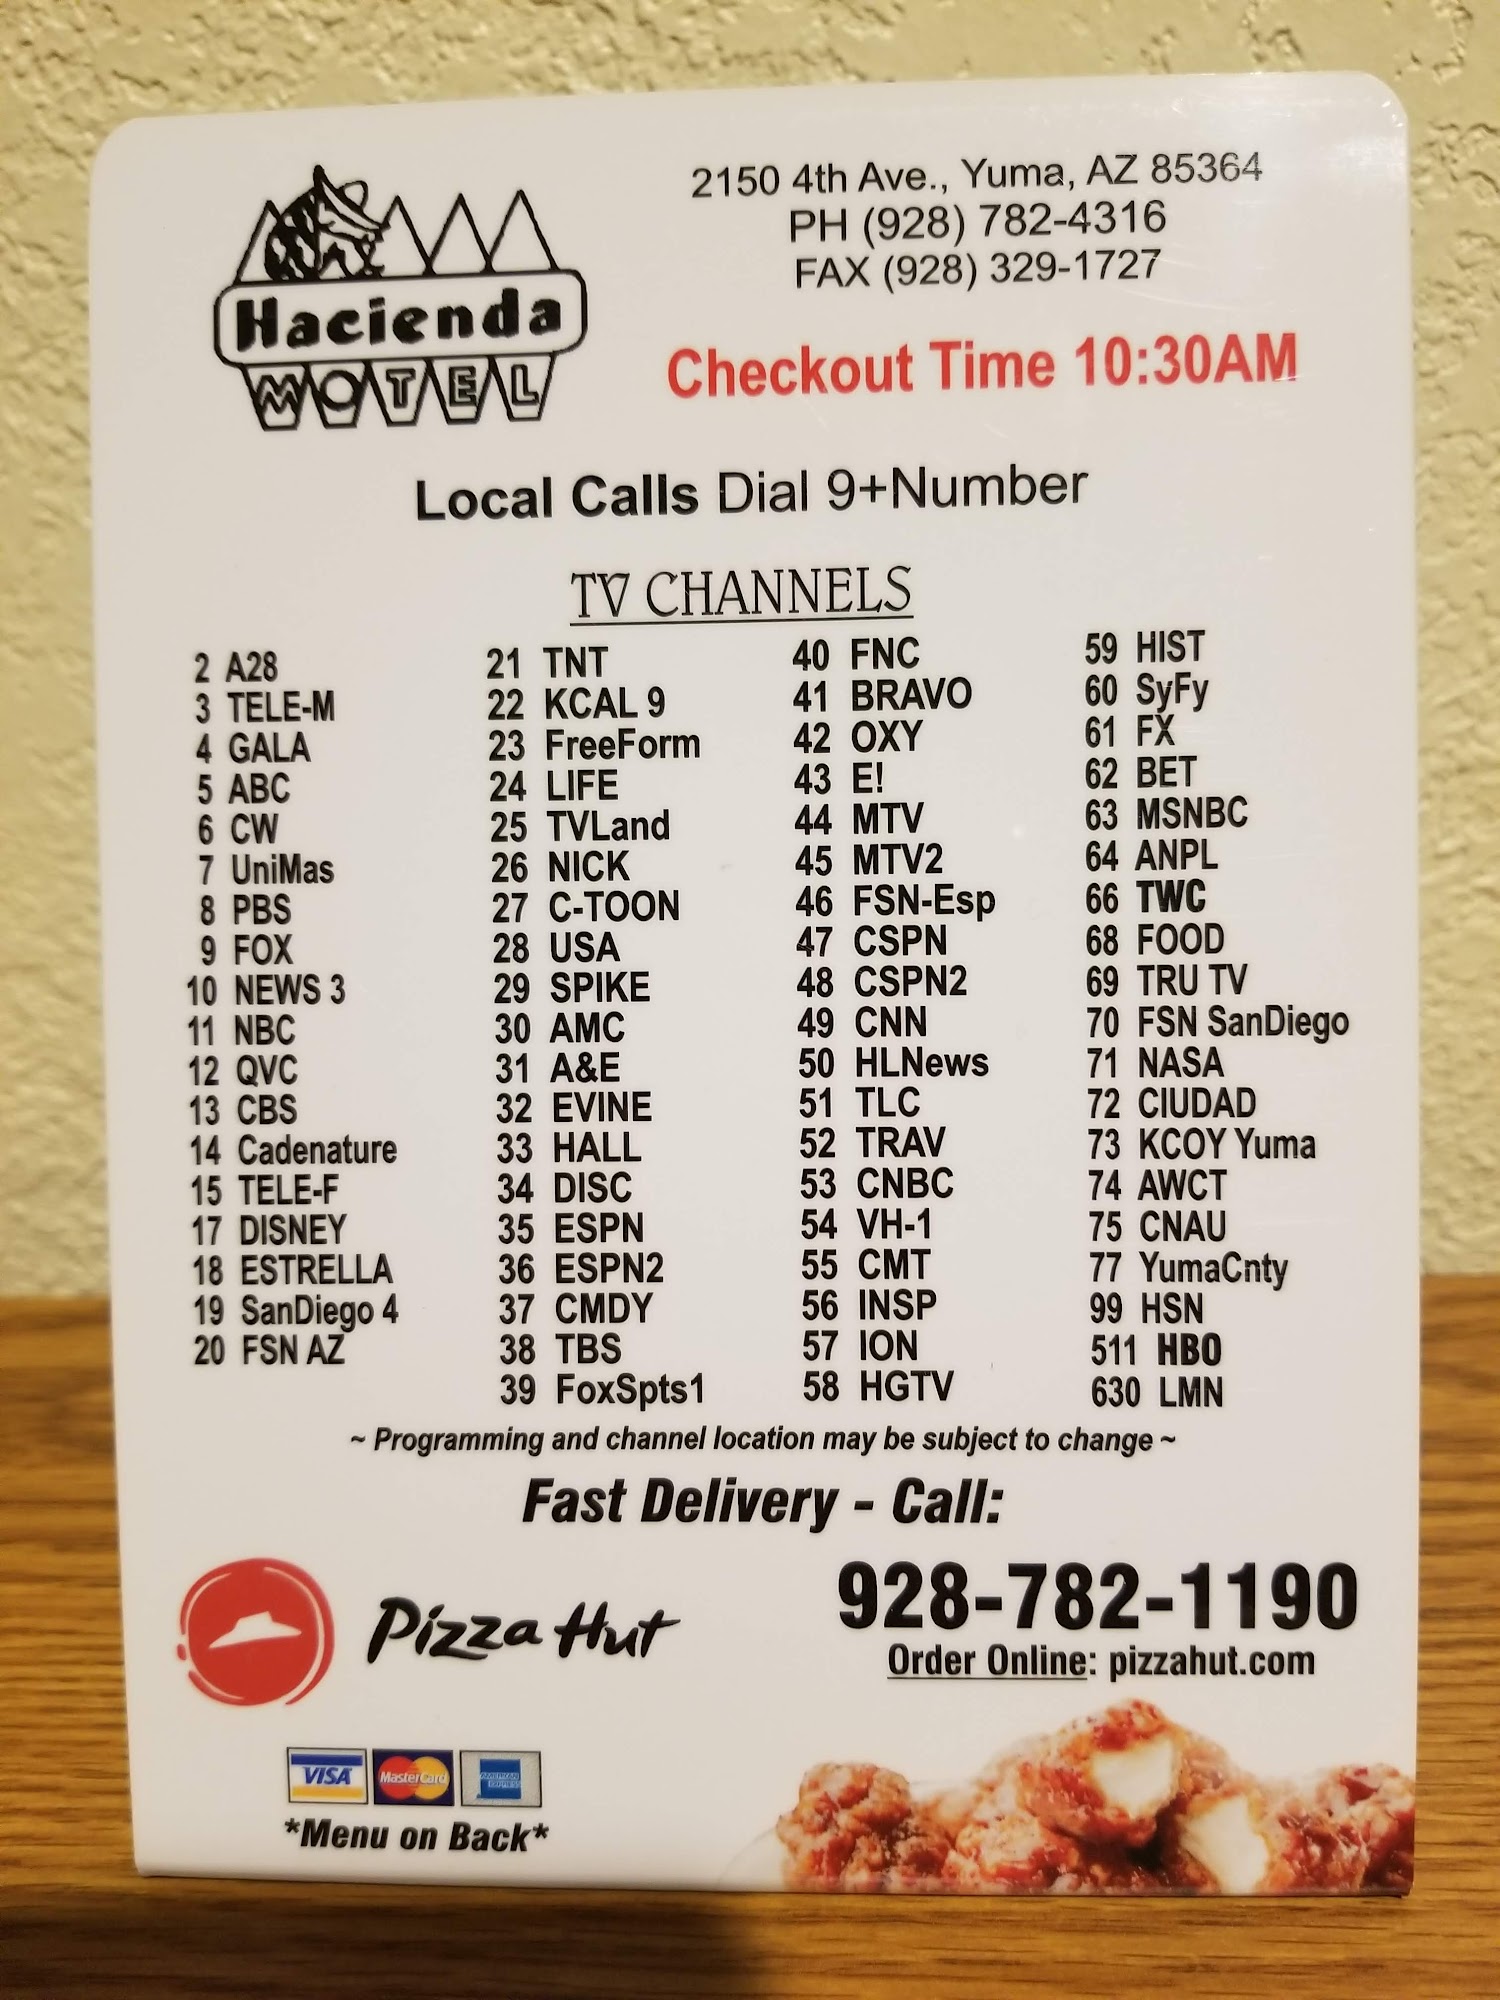 Hacienda
MOTEL
2150 4th Ave., Yuma, AZ 85364
PH (928) 782-4316
FAX (928) 329-1727
Checkout Time 10:30AM
Local Calls Dial 9+Number
TV CHANNELS
2 A28
3 TELE-M
4 GALA
5 ABC
6 CW
7 UniMas
8 PBS
9 FOX
10 NEWS 3
11 NBC
12 QVC
13 CBS
14 Cadenature
15 TELE-F
17 DISNEY
18 ESTRELLA
19 SanDiego 4
20 FSN AZ
21 TNT
22 KCAL 9
23 FreeForm
24 LIFE
25 TVLand
26 NICK
27 C-TOON
28 USA
29 SPIKE
30 AMC
31 A&E
32 EVINE
33 HALL
34 DISC
35 ESPN
36 ESPN2
37 CMDY
38 TBS
39 FoxSpts1
40 FNC
41 BRAVO
42 OXY
43 E!
44 MTV
45 MTV2
46 FSN-Esp
47 CSPN
48 CSPN2
49 CNN
50 HLNews
51 TLC
52 TRAV
53 CNBC
54 VH-1
55 CMT
56 INSP
57 ION
58 HGTV
59 HIST
60 SyFy
61 FX
62 BET
63 MSNBC
64 ANPL
66 TWC
68 FOOD
69 TRU TV
70 FSN SanDiego
71 NASA
72 CIUDAD
73 KCOY Yuma
74 AWCT
75 CNAU
77 YumaCnty
99 HSN
511 HBO
630 LMN
~ Programming and channel location may be subject to change ~
Fast Delivery - Call:
Pizza Hut
928-782-1190
Order Online: pizzahut.com
VISA
MasterCard
AMERICAN
EXPRESS
*Menu on Back*